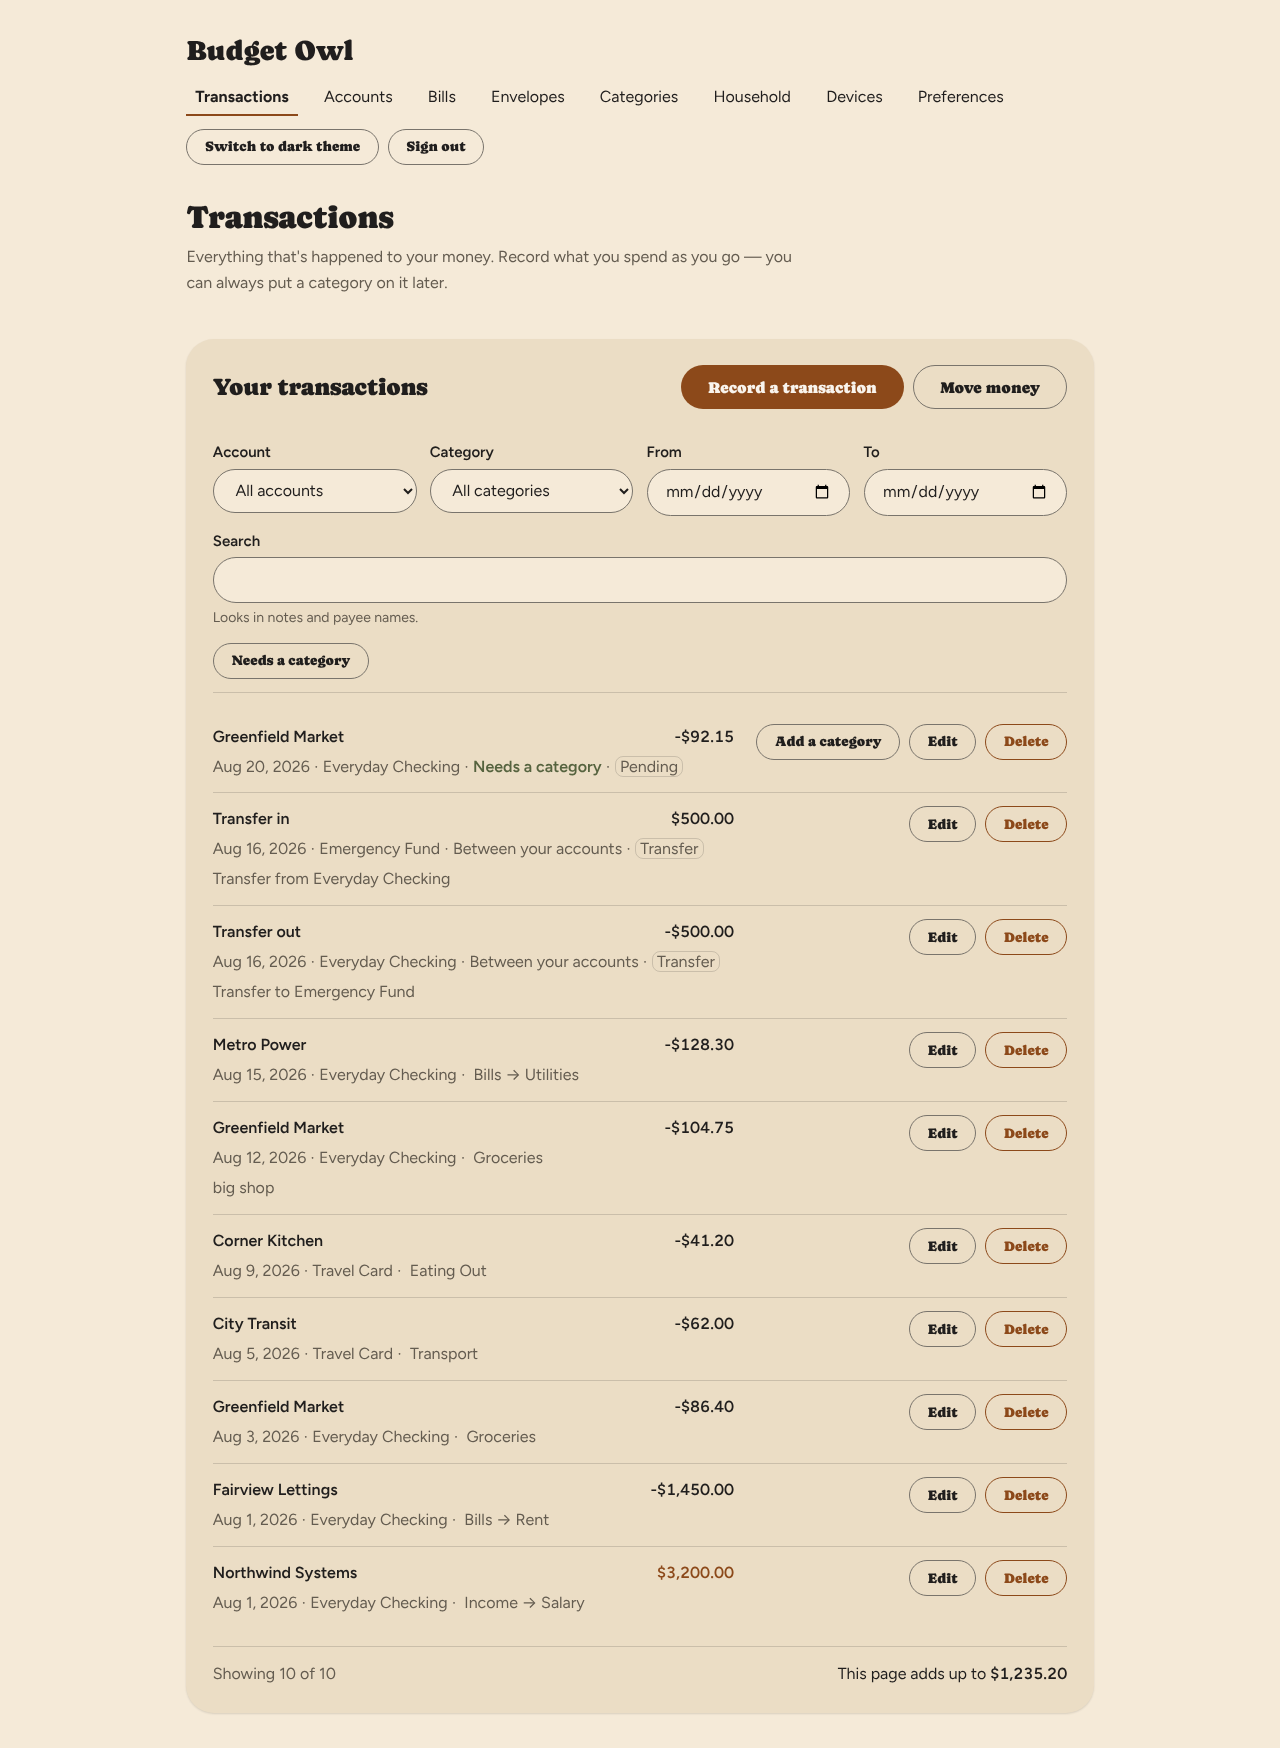 Budget Owl
Transactions Accounts Bills Envelopes Categories Household Devices Preferences
Switch to dark theme Sign out
Transactions
Everything that's happened to your money. Record what you spend as you go — you
can always put a category on it later.
Your transactions Record a transaction Move money
Account Category From To
All accounts All categories mm/dd/yyyy mm/dd/yyyy
Search
Looks in notes and payee names.
Needs a category
Greenfield Market -$92.15 Add a category Edit Delete
Aug 20, 2026 · Everyday Checking · Needs a category · Pending
Transfer in $500.00 Edit Delete
Aug 16, 2026 · Emergency Fund · Between your accounts · Transfer
Transfer from Everyday Checking
Transfer out -$500.00 Edit Delete
Aug 16, 2026 · Everyday Checking · Between your accounts · Transfer
Transfer to Emergency Fund
Metro Power -$128.30 Edit Delete
Aug 15, 2026 · Everyday Checking · Bills → Utilities
Greenfield Market -$104.75 Edit Delete
Aug 12, 2026 · Everyday Checking · Groceries
big shop
Corner Kitchen -$41.20 Edit Delete
Aug 9, 2026 · Travel Card · Eating Out
City Transit -$62.00 Edit Delete
Aug 5, 2026 · Travel Card · Transport
Greenfield Market -$86.40 Edit Delete
Aug 3, 2026 · Everyday Checking · Groceries
Fairview Lettings -$1,450.00 Edit Delete
Aug 1, 2026 · Everyday Checking · Bills → Rent
Northwind Systems $3,200.00 Edit Delete
Aug 1, 2026 · Everyday Checking · Income → Salary
Showing 10 of 10 This page adds up to $1,235.20